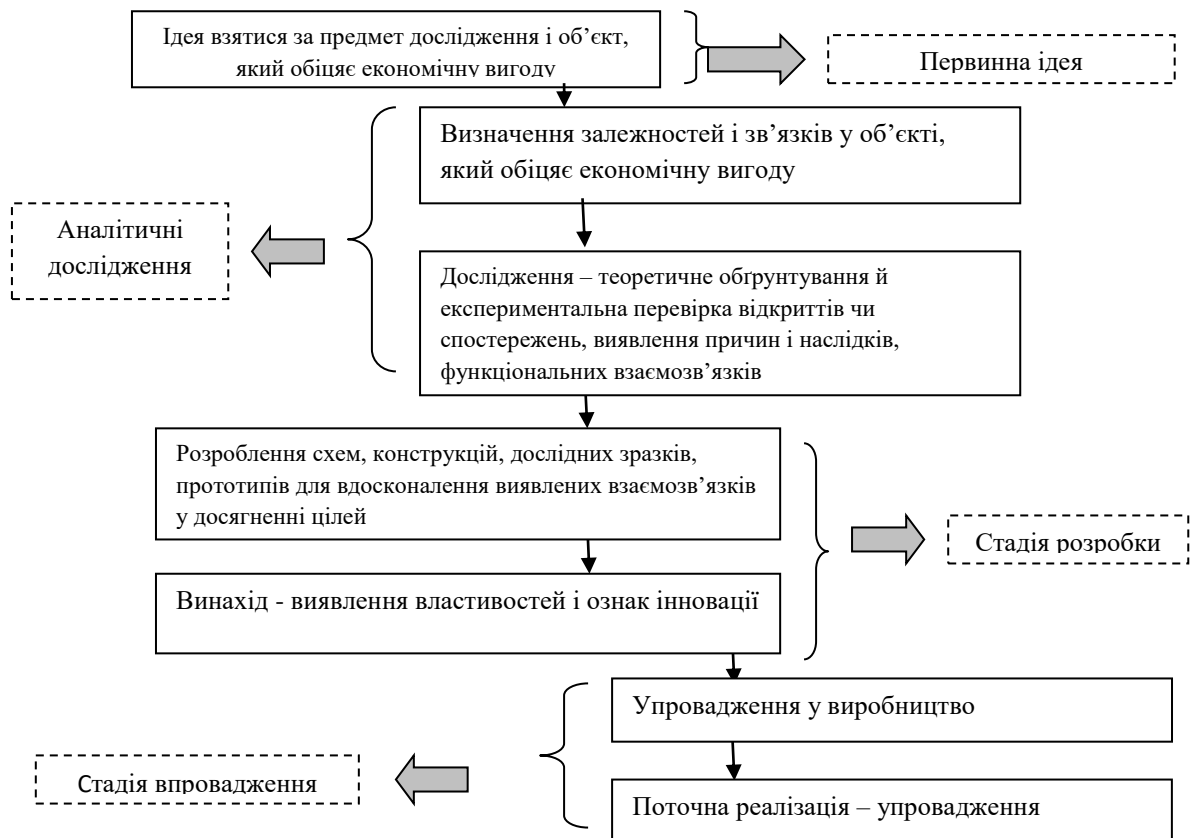 Ідея взятися за предмет дослідження і об’єкт,
який обіцяє економічну вигоду
Первинна ідея
Визначення залежностей і зв’язків у об’єкті,
який обіцяє економічну вигоду
Аналітичні
дослідження
Дослідження – теоретичне обґрунтування й
експериментальна перевірка відкриттів чи
спостережень, виявлення причин і наслідків,
функціональних взаємозв’язків
Розроблення схем, конструкцій, дослідних зразків,
прототипів для вдосконалення виявлених взаємозв’язків
у досягненні цілей
Стадія розробки
Винахід - виявлення властивостей і ознак інновації
Упровадження у виробництво
Стадія впровадження
Поточна реалізація – упровадження